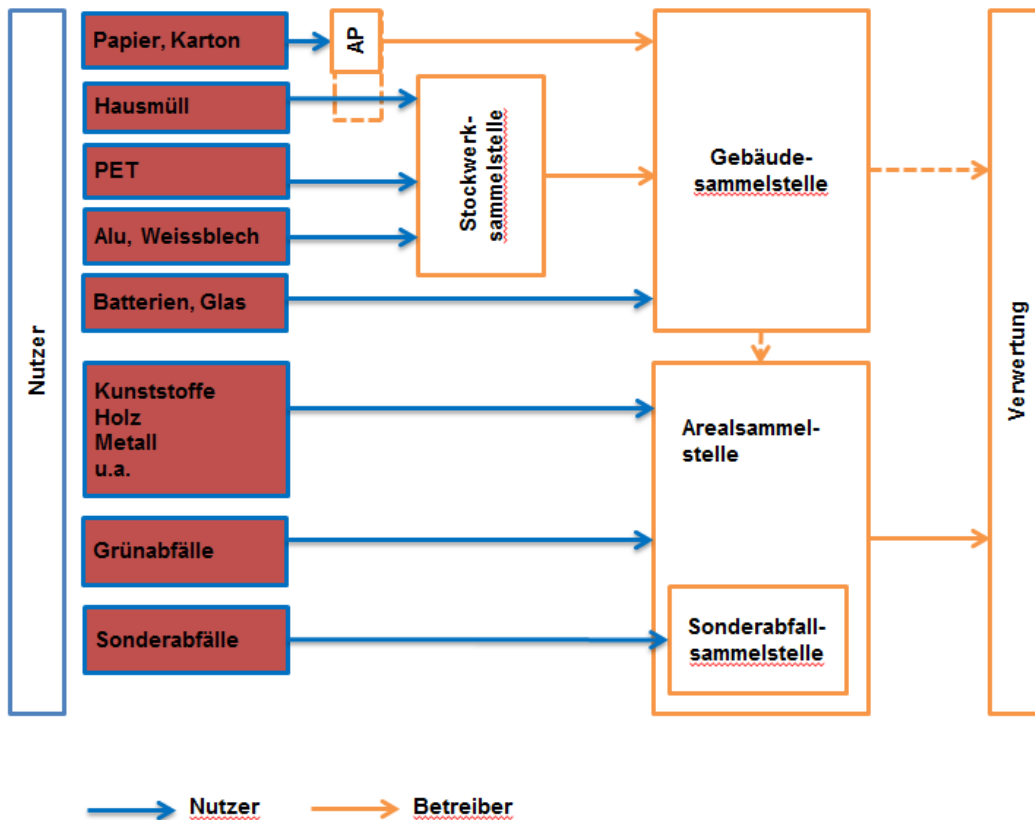 Nutzer
Papier, Karton
AP
Hausmüll
PET
Alu, Weissblech
Batterien, Glas
Stockwerk-
sammelstelle
Gebäude-
sammelstelle
Kunststoffe
Holz
Metall
u.a.
Grünabfälle
Sonderabfälle
Arealsammel-
stelle
Sonderabfall-
sammelstelle
Verwertung
Nutzer
Betreiber